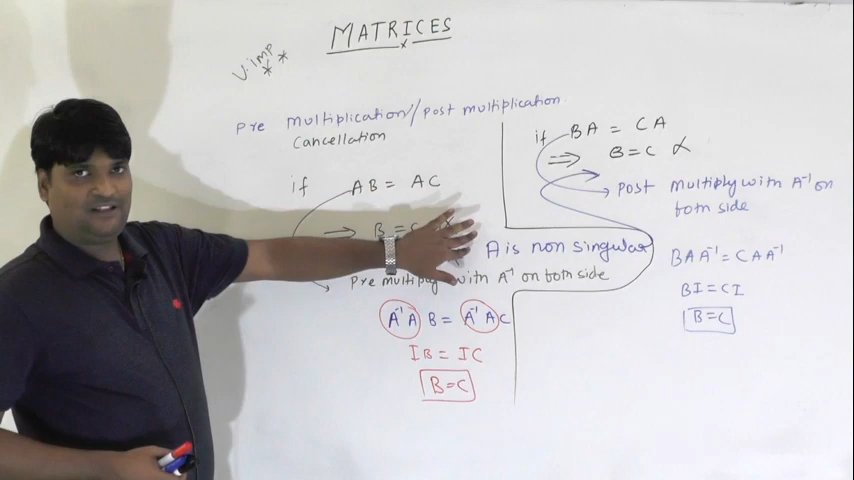 MATRICES
V. IMP
Pre Multiplication/Post multiplication
Cancellation
if AB = AC
⇒ B = C
Pre multiply with A⁻¹ on both side
A⁻¹A B = A⁻¹A C
IB = IC
B=C
A is non singular
if BA = CA
⇒ B=C
Post multiply with A⁻¹ on
both side
BAA⁻¹ = CAA⁻¹
BI = CI
B=C